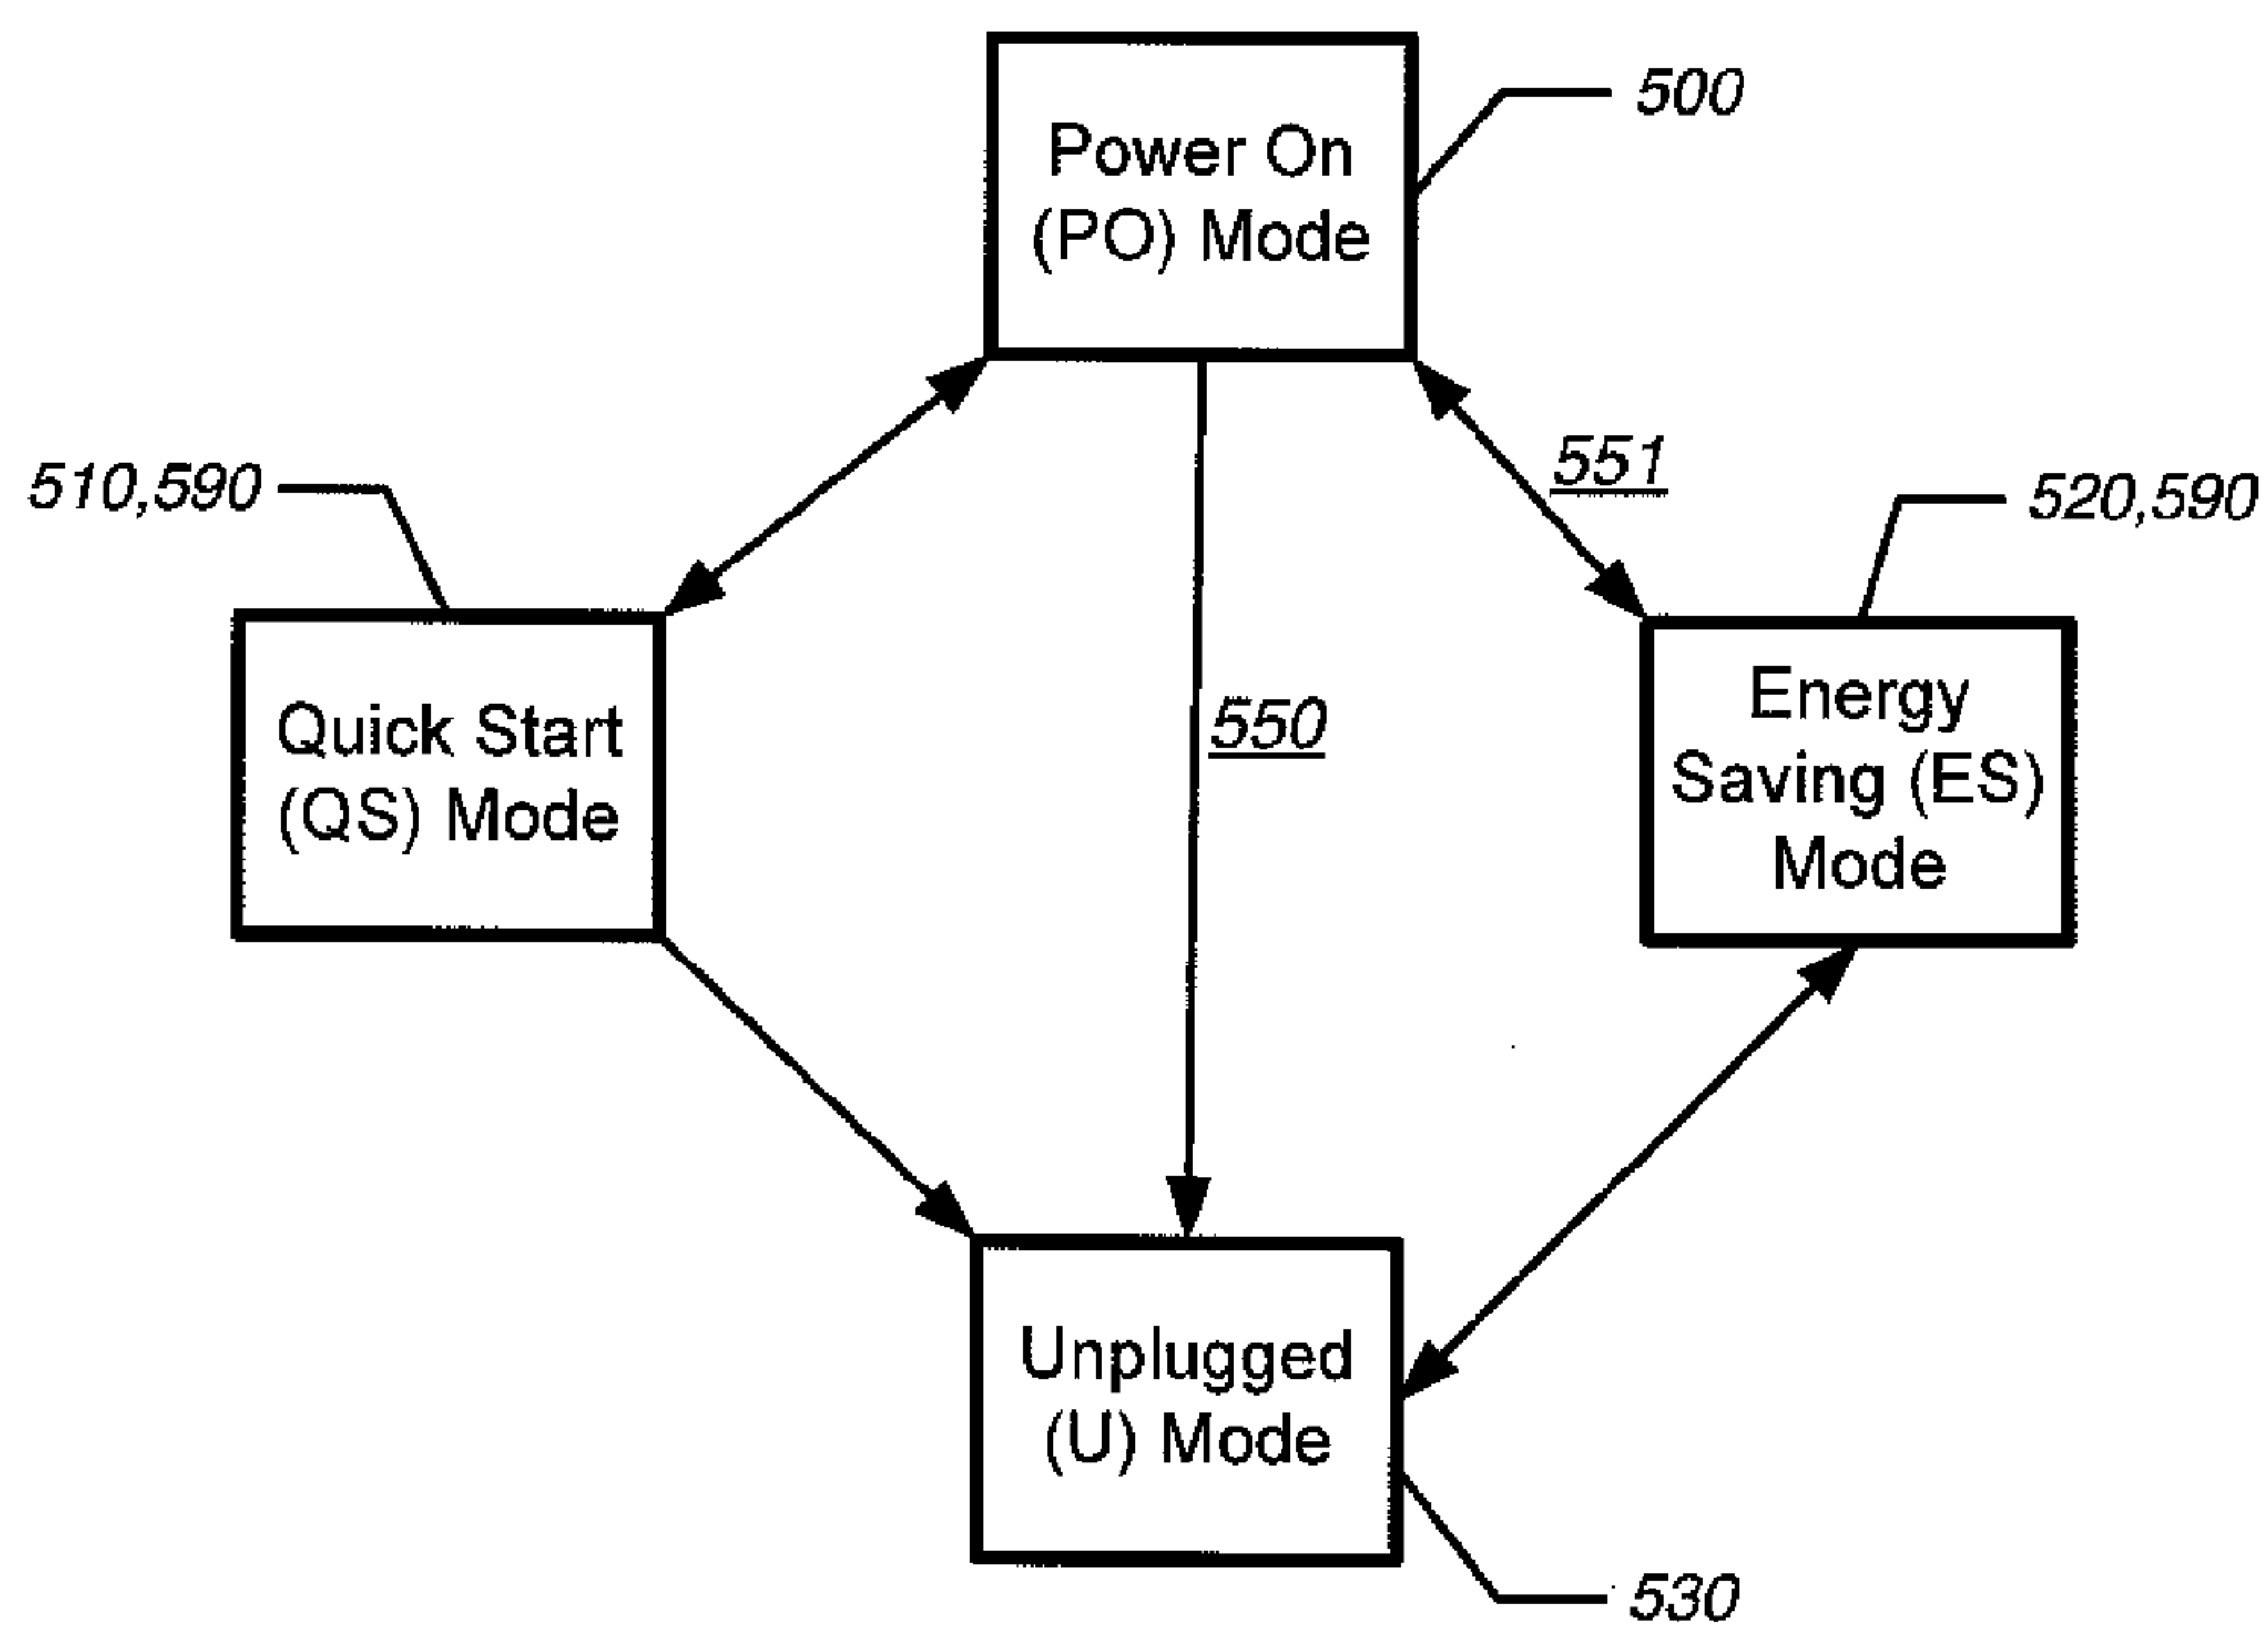 Power On
(PO) Mode
500
551
510,590
520,590
Quick Start
(QS) Mode
550
Energy
Saving (ES)
Mode
Unplugged
(U) Mode
530